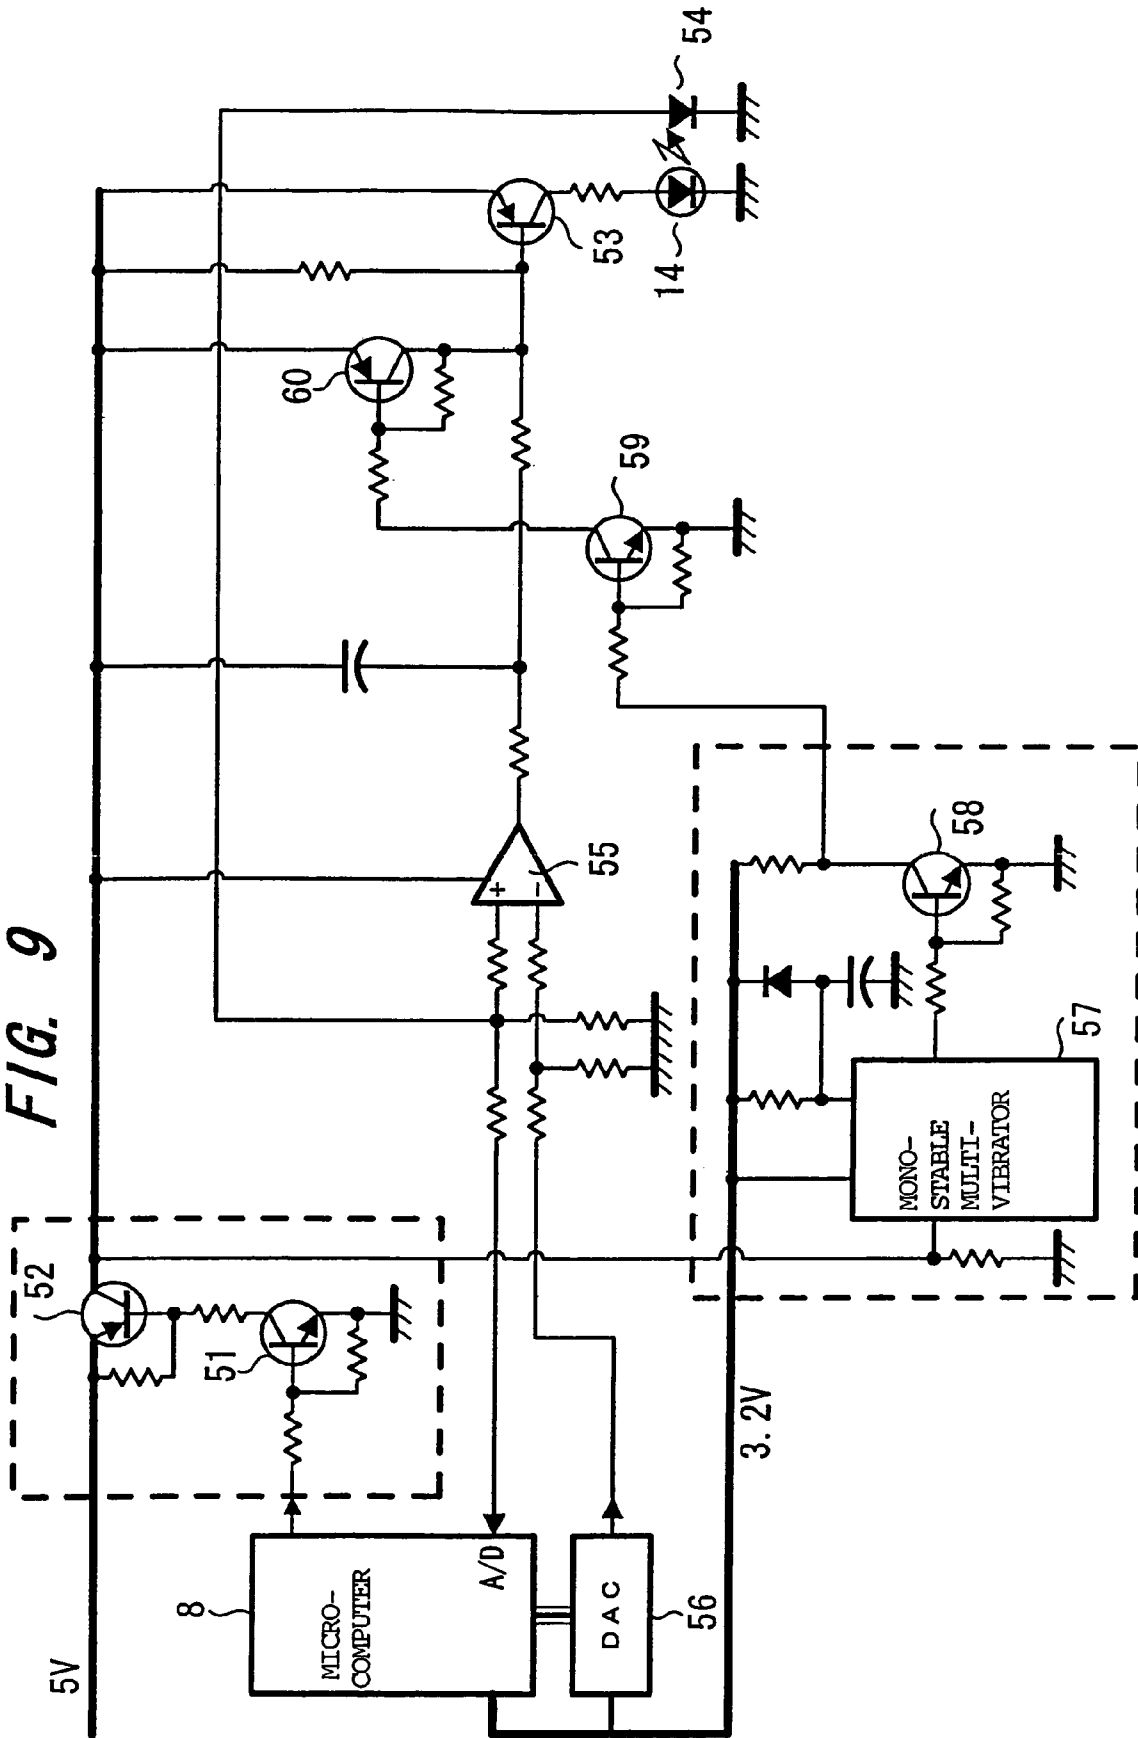 FIG. 9
5V
52
51
8
MICRO-
COMPUTER
A/D
DAC
56
3.2V
55
+
-
60
53
14
54
59
58
57
MONO-
STABLE
MULTI-
VIBRATOR